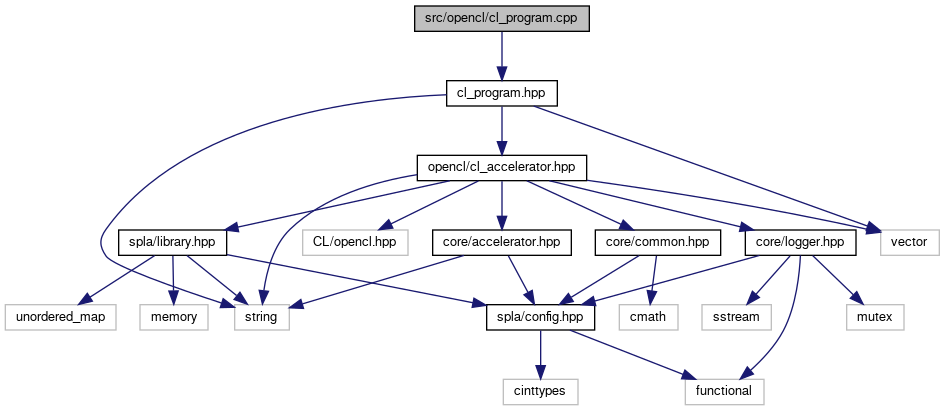 src/opencl/cl_program.cpp
cl_program.hpp
opencl/cl_accelerator.hpp
spla/library.hpp
CL/opencl.hpp
core/accelerator.hpp
core/common.hpp
core/logger.hpp
vector
unordered_map
memory
string
spla/config.hpp
cmath
sstream
mutex
cinttypes
functional